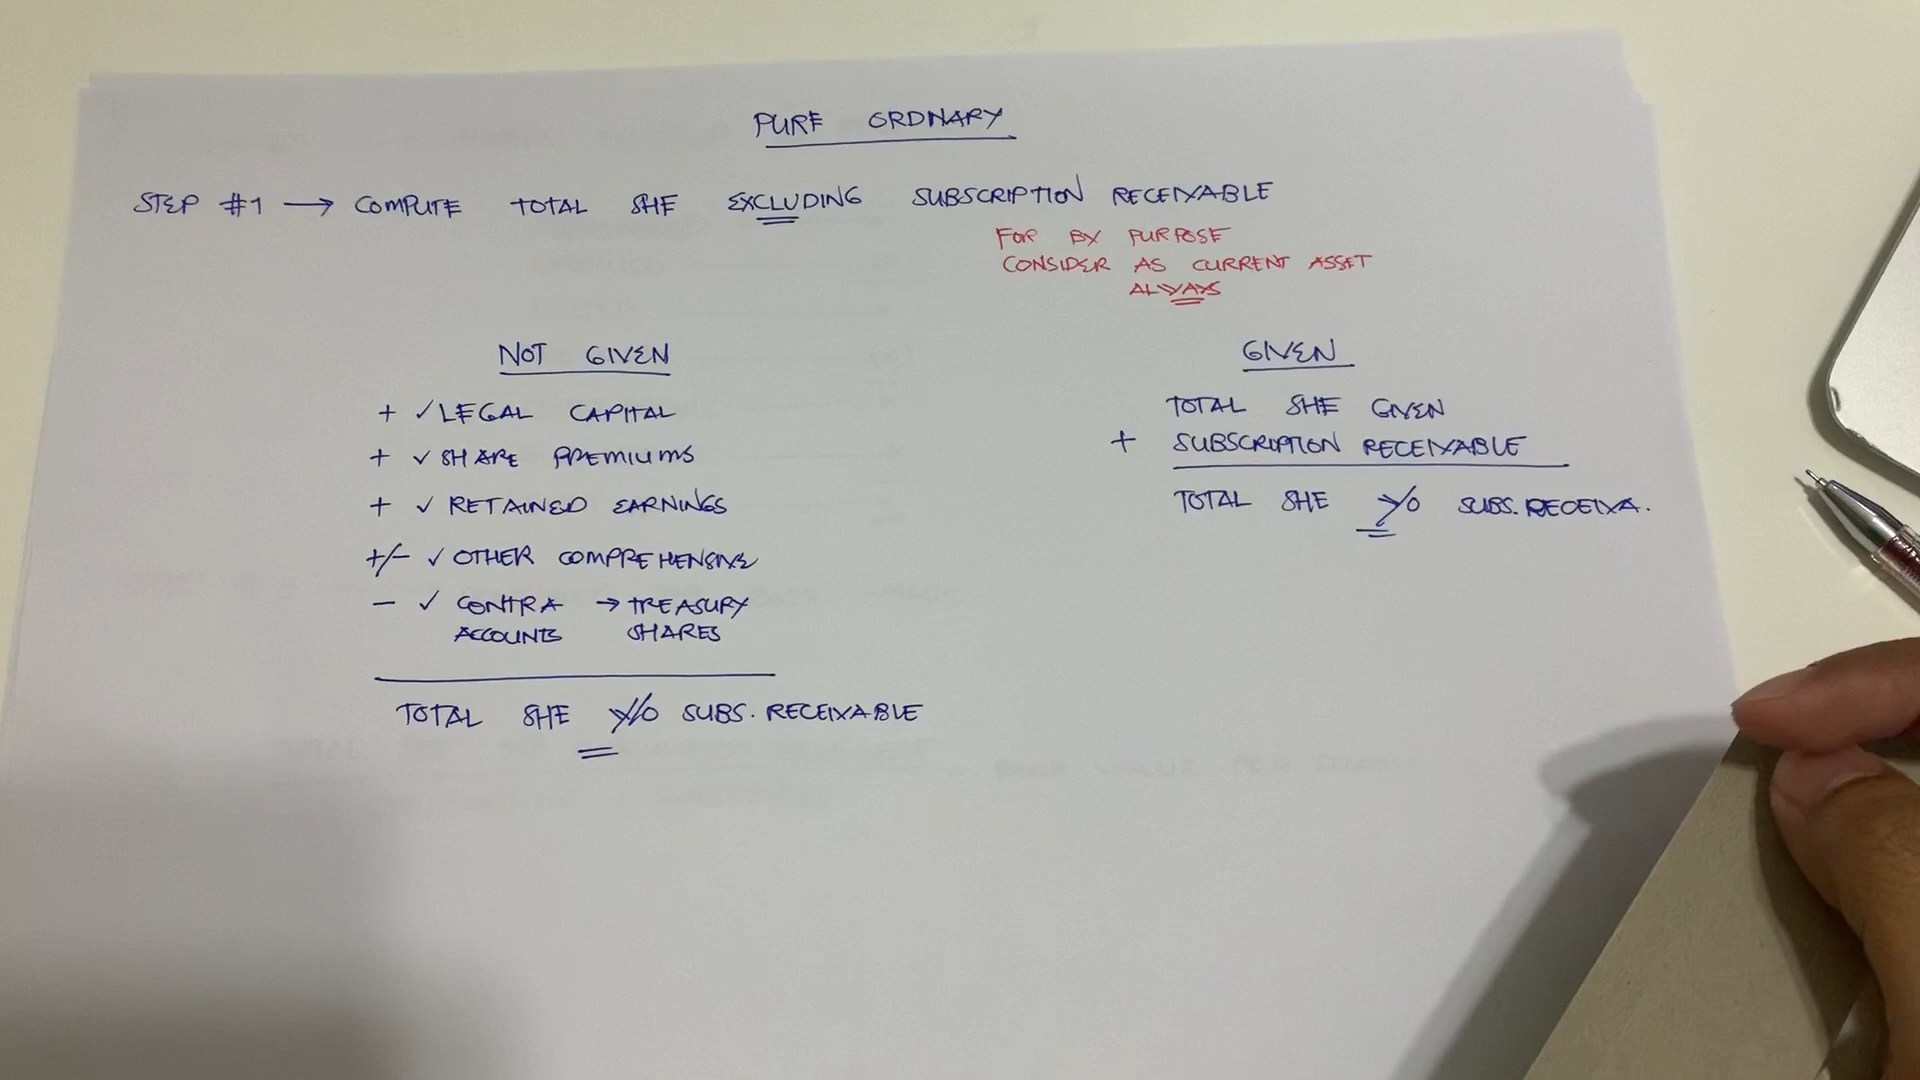 PURE ORDNARY
STEP #1 → COMPUTE TOTAL SHE EXCLUDING SUBSCRIPTION RECEIVABLE
FOR BV PURPOSE
CONSIDER AS CURRENT ASSET
ALWAYS
NOT GIVEN
+ ✓ LEGAL CAPITAL
+ ✓ SHARE PREMIUMS
+ ✓ RETAINED EARNINGS
+/- ✓ OTHER COMPREHENSIVE
- ✓ CONTRA → TREASURY
ACCOUNTS SHARES
TOTAL SHE W/O SUBS. RECEIVABLE
GIVEN
TOTAL SHE GIVEN
+ SUBSCRIPTION RECEIVABLE
TOTAL SHE W/O SUBS. RECEIVA.